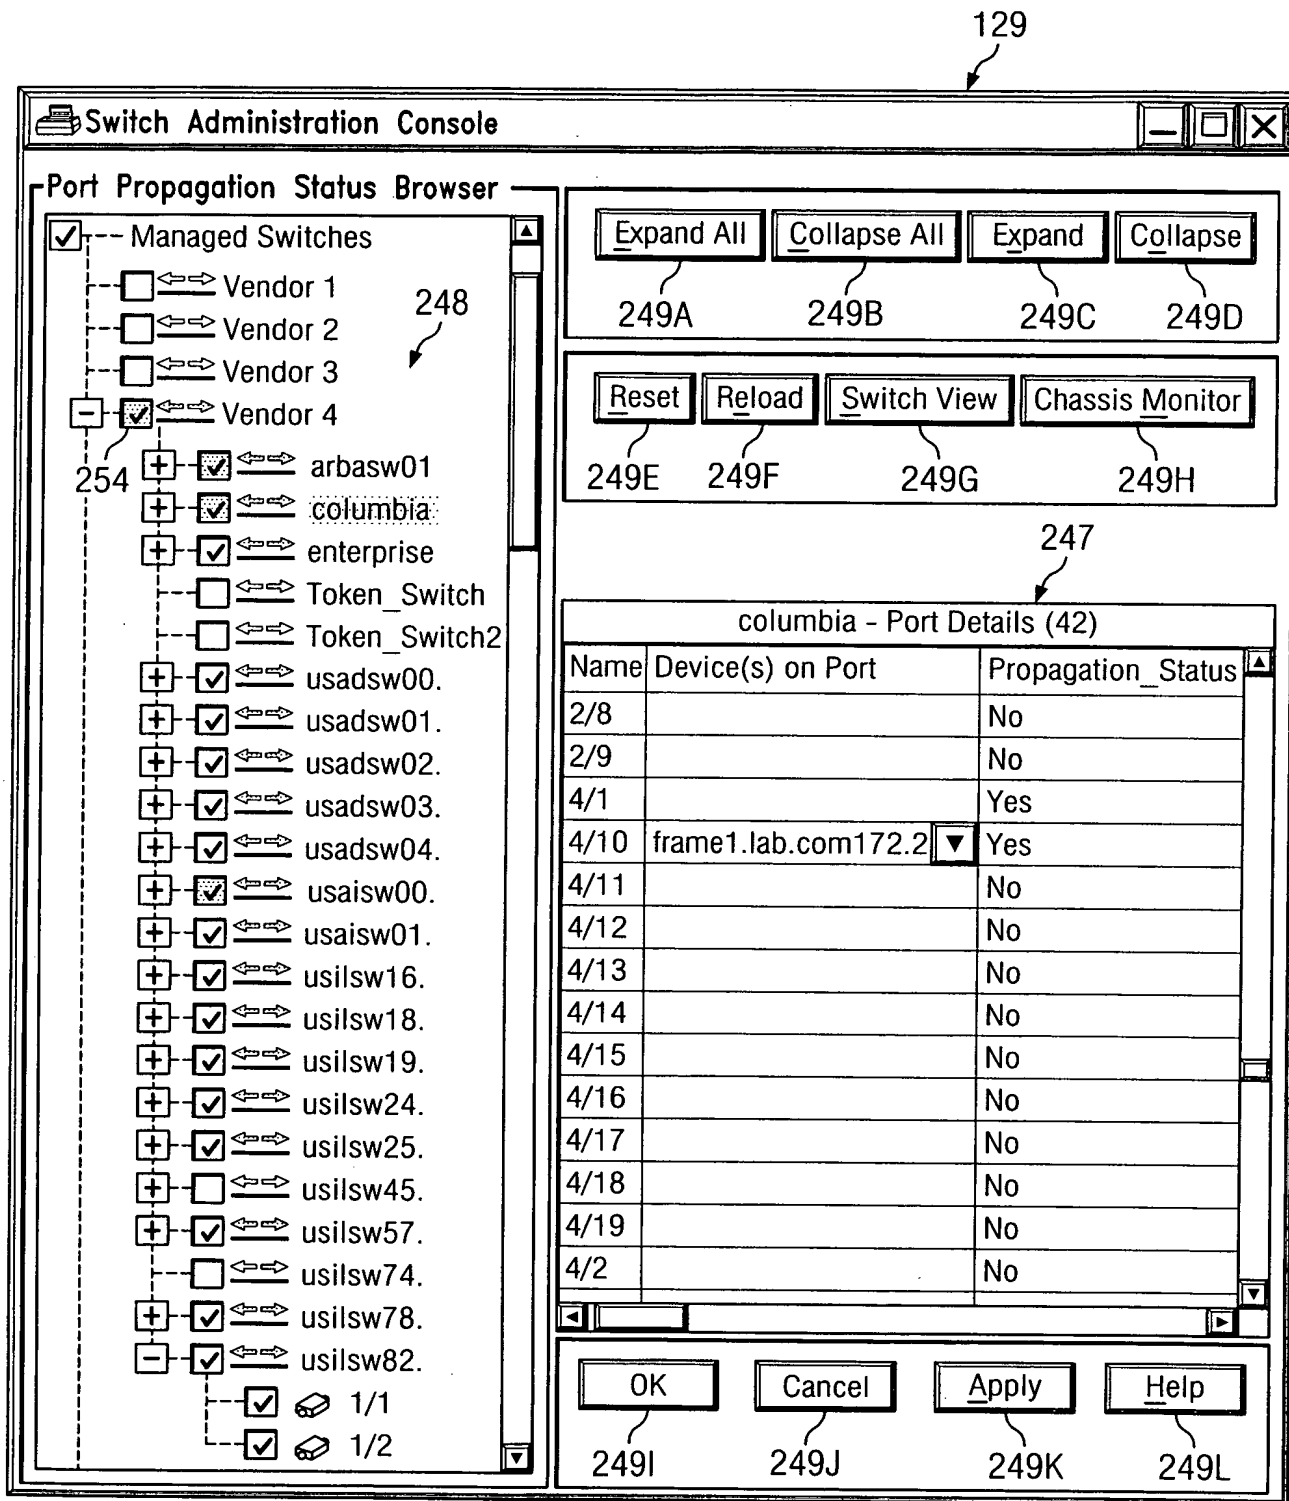 129
Switch Administration Console
Port Propagation Status Browser
Managed Switches
Vendor 1
Vendor 2
Vendor 3
Vendor 4
248
254
arbasw01
columbia
enterprise
Token_Switch
Token_Switch2
usadsw00.
usadsw01.
usadsw02.
usadsw03.
usadsw04.
usaisw00.
usaisw01.
usilsw16.
usilsw18.
usilsw19.
usilsw24.
usilsw25.
usilsw45.
usilsw57.
usilsw74.
usilsw78.
usilsw82.
1/1
1/2
Expand All Collapse All Expand Collapse
249A 249B 249C 249D
Reset Reload Switch View Chassis Monitor
249E 249F 249G 249H
247
columbia - Port Details (42)
Name Device(s) on Port Propagation_Status
2/8 No
2/9 No
4/1 Yes
4/10 frame1.lab.com172.2 Yes
4/11 No
4/12 No
4/13 No
4/14 No
4/15 No
4/16 No
4/17 No
4/18 No
4/19 No
4/2 No
OK Cancel Apply Help
249I 249J 249K 249L